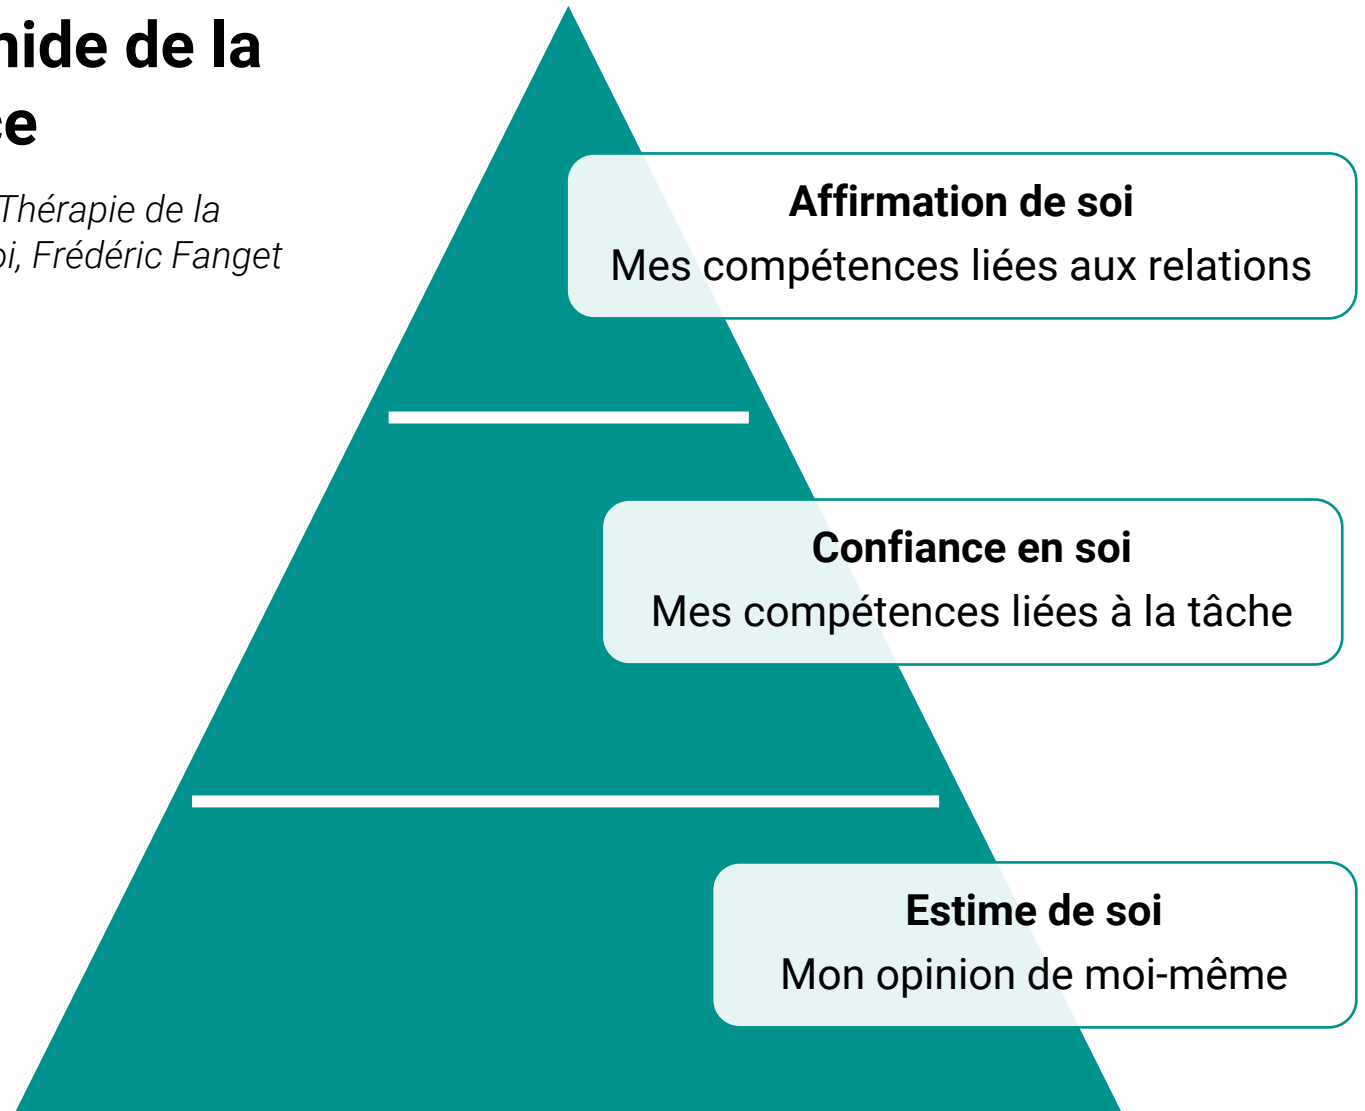 nide de la
ce
Thérapie de la
oi, Frédéric Fanget
Affirmation de soi
Mes compétences liées aux relations
Confiance en soi
Mes compétences liées à la tâche
Estime de soi
Mon opinion de moi-même